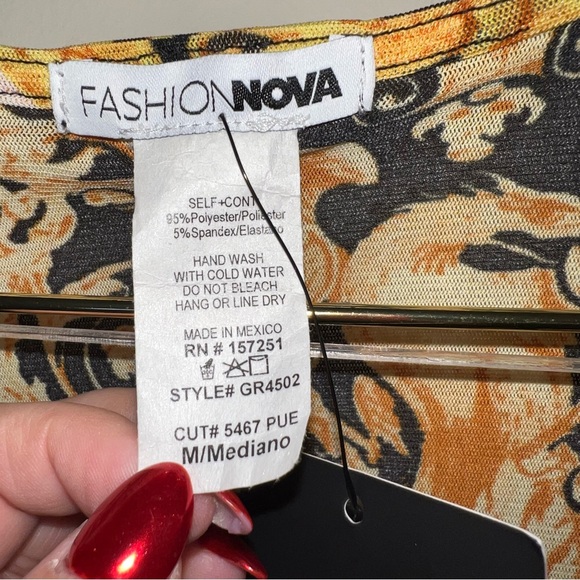 FASHIONNOVA
SELF+CONT
95%Polyester/Poliester
5%Spandex/Elastano
HAND WASH
WITH COLD WATER
DO NOT BLEACH
HANG OR LINE DRY
MADE IN MEXICO
RN # 157251
STYLE# GR4502
CUT# 5467 PUE
M/Mediano